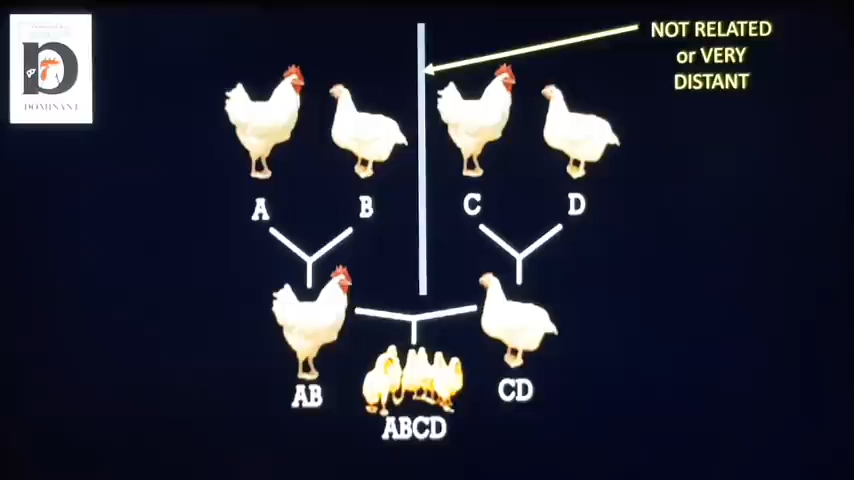 NOT RELATED
or VERY
DISTANT
D
DOMINANT
A
B
C
D
AB
CD
ABCD